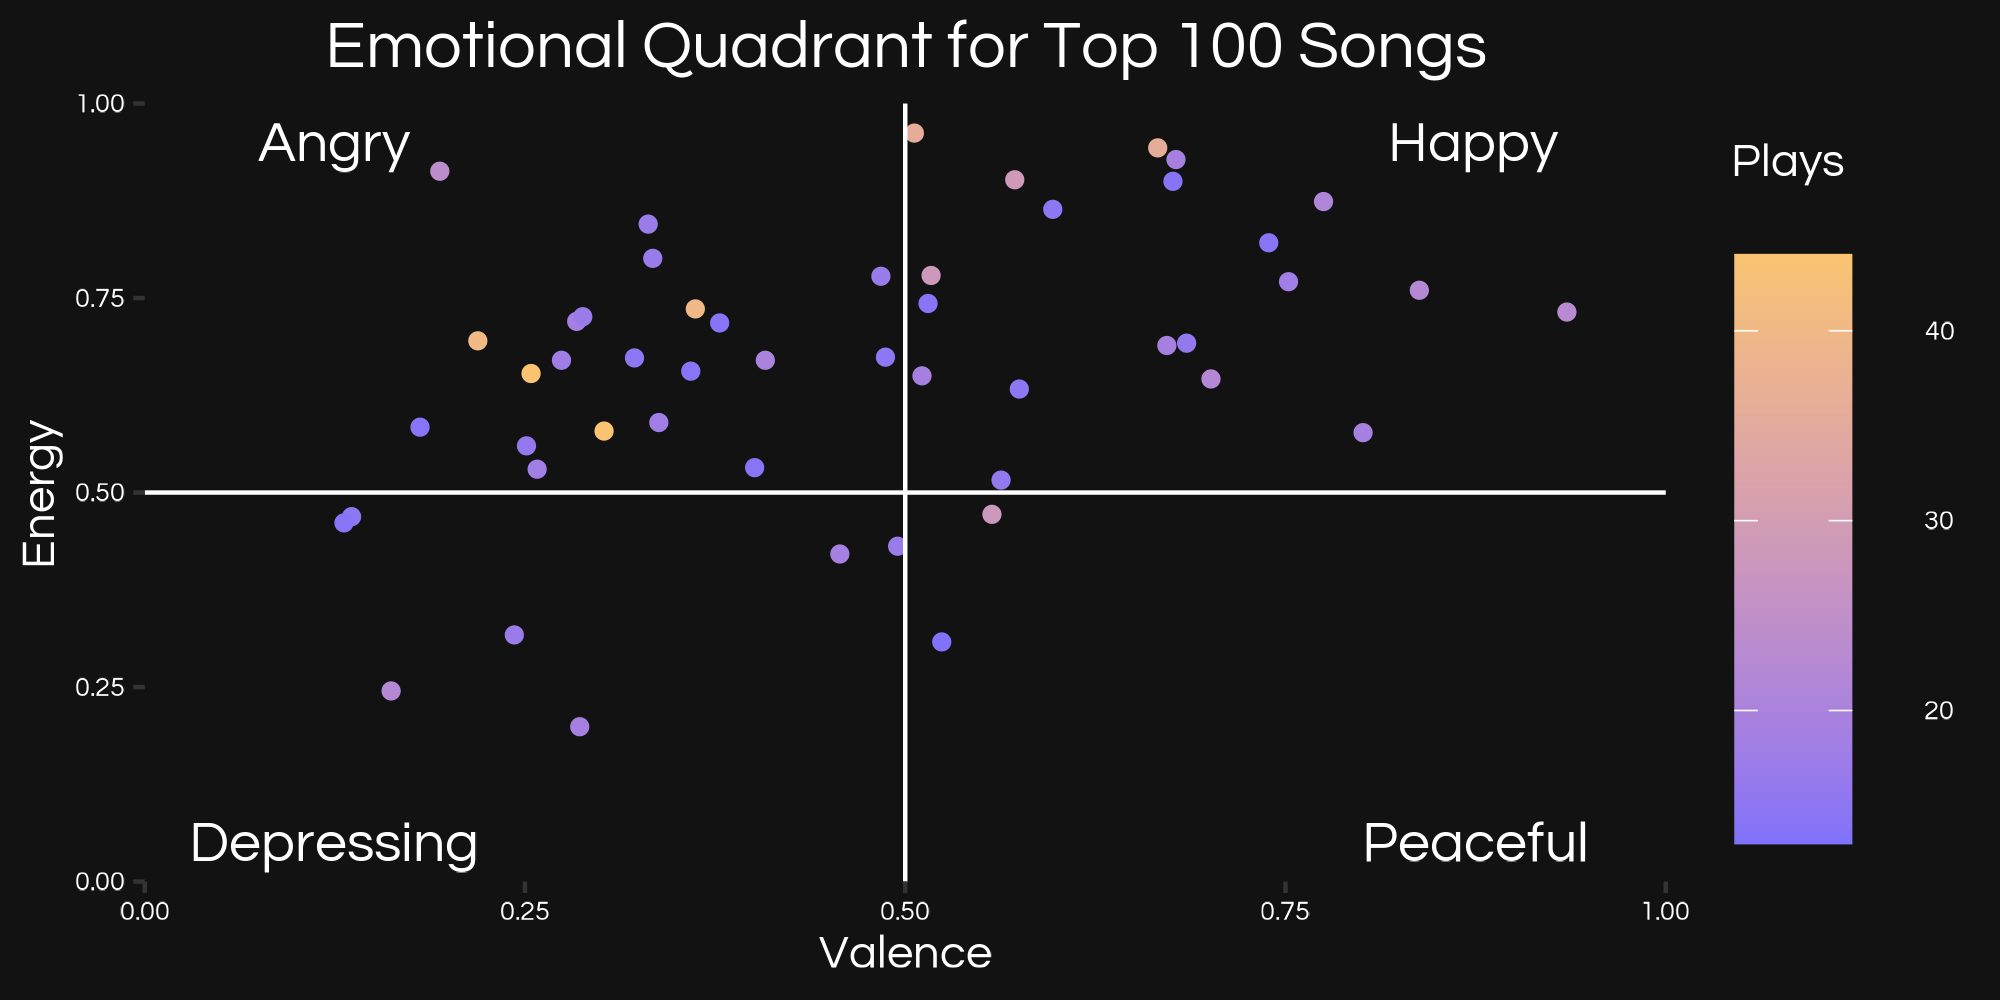 Emotional Quadrant for Top 100 Songs
1.00
Angry
Happy
Plays
0.75
40
30
Energy
0.50
0.25
20
Depressing
Peaceful
0.00
0.00 0.25 0.50 0.75 1.00
Valence